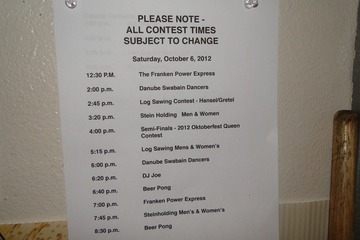 PLEASE NOTE -
ALL CONTEST TIMES
SUBJECT TO CHANGE
Saturday, October 6, 2012
12:30 P.M. The Franken Power Express
2:00 p.m. Danube Swabain Dancers
2:45 p.m. Log Sawing Contest - Hansel/Gretel
3:20 p.m. Stein Holding Men & Women
4:00 p.m. Semi-Finals - 2012 Oktoberfest Queen
Contest
5:15 p.m. Log Sawing Mens & Women's
6:00 p.m. Danube Swabain Dancers
6:20 p.m. DJ Joe
6:40 p.m. Beer Pong
7:00 p.m. Franken Power Express
7:45 p.m. Steinholding Men's & Women's
8:30 p.m. Beer Pong